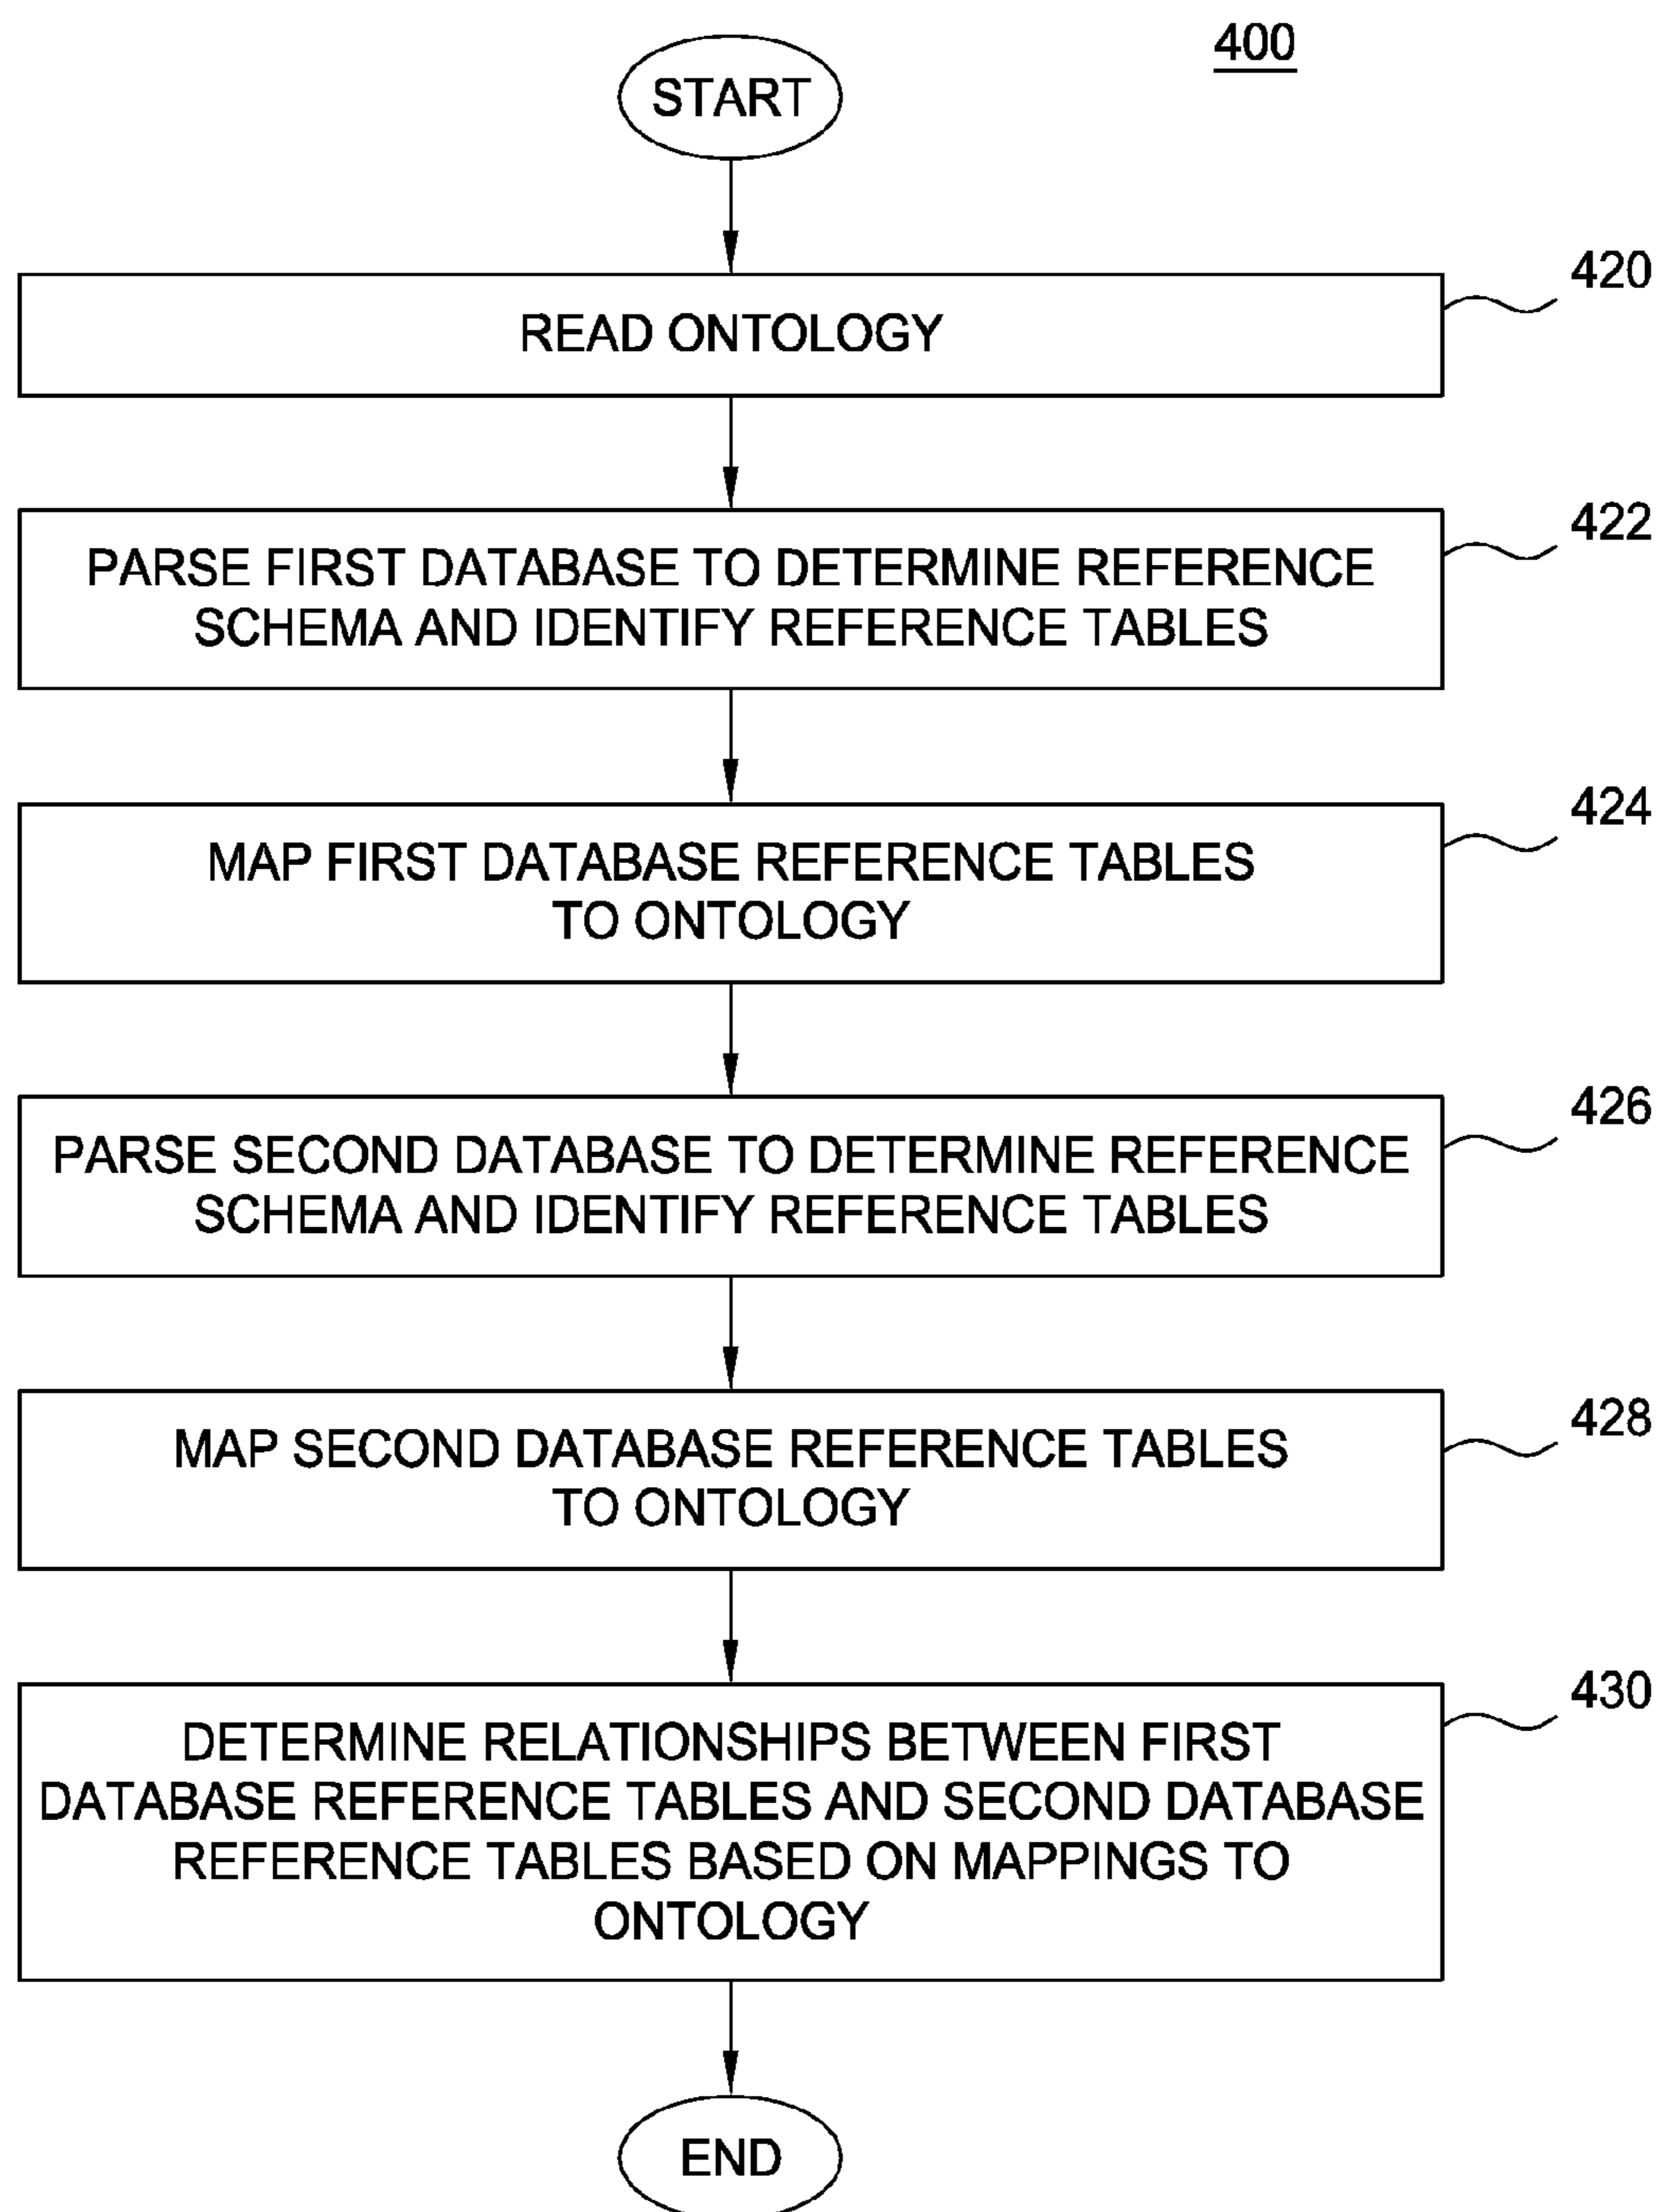 400
START
420
READ ONTOLOGY
422
PARSE FIRST DATABASE TO DETERMINE REFERENCE
SCHEMA AND IDENTIFY REFERENCE TABLES
424
MAP FIRST DATABASE REFERENCE TABLES
TO ONTOLOGY
426
PARSE SECOND DATABASE TO DETERMINE REFERENCE
SCHEMA AND IDENTIFY REFERENCE TABLES
428
MAP SECOND DATABASE REFERENCE TABLES
TO ONTOLOGY
430
DETERMINE RELATIONSHIPS BETWEEN FIRST
DATABASE REFERENCE TABLES AND SECOND DATABASE
REFERENCE TABLES BASED ON MAPPINGS TO
ONTOLOGY
END